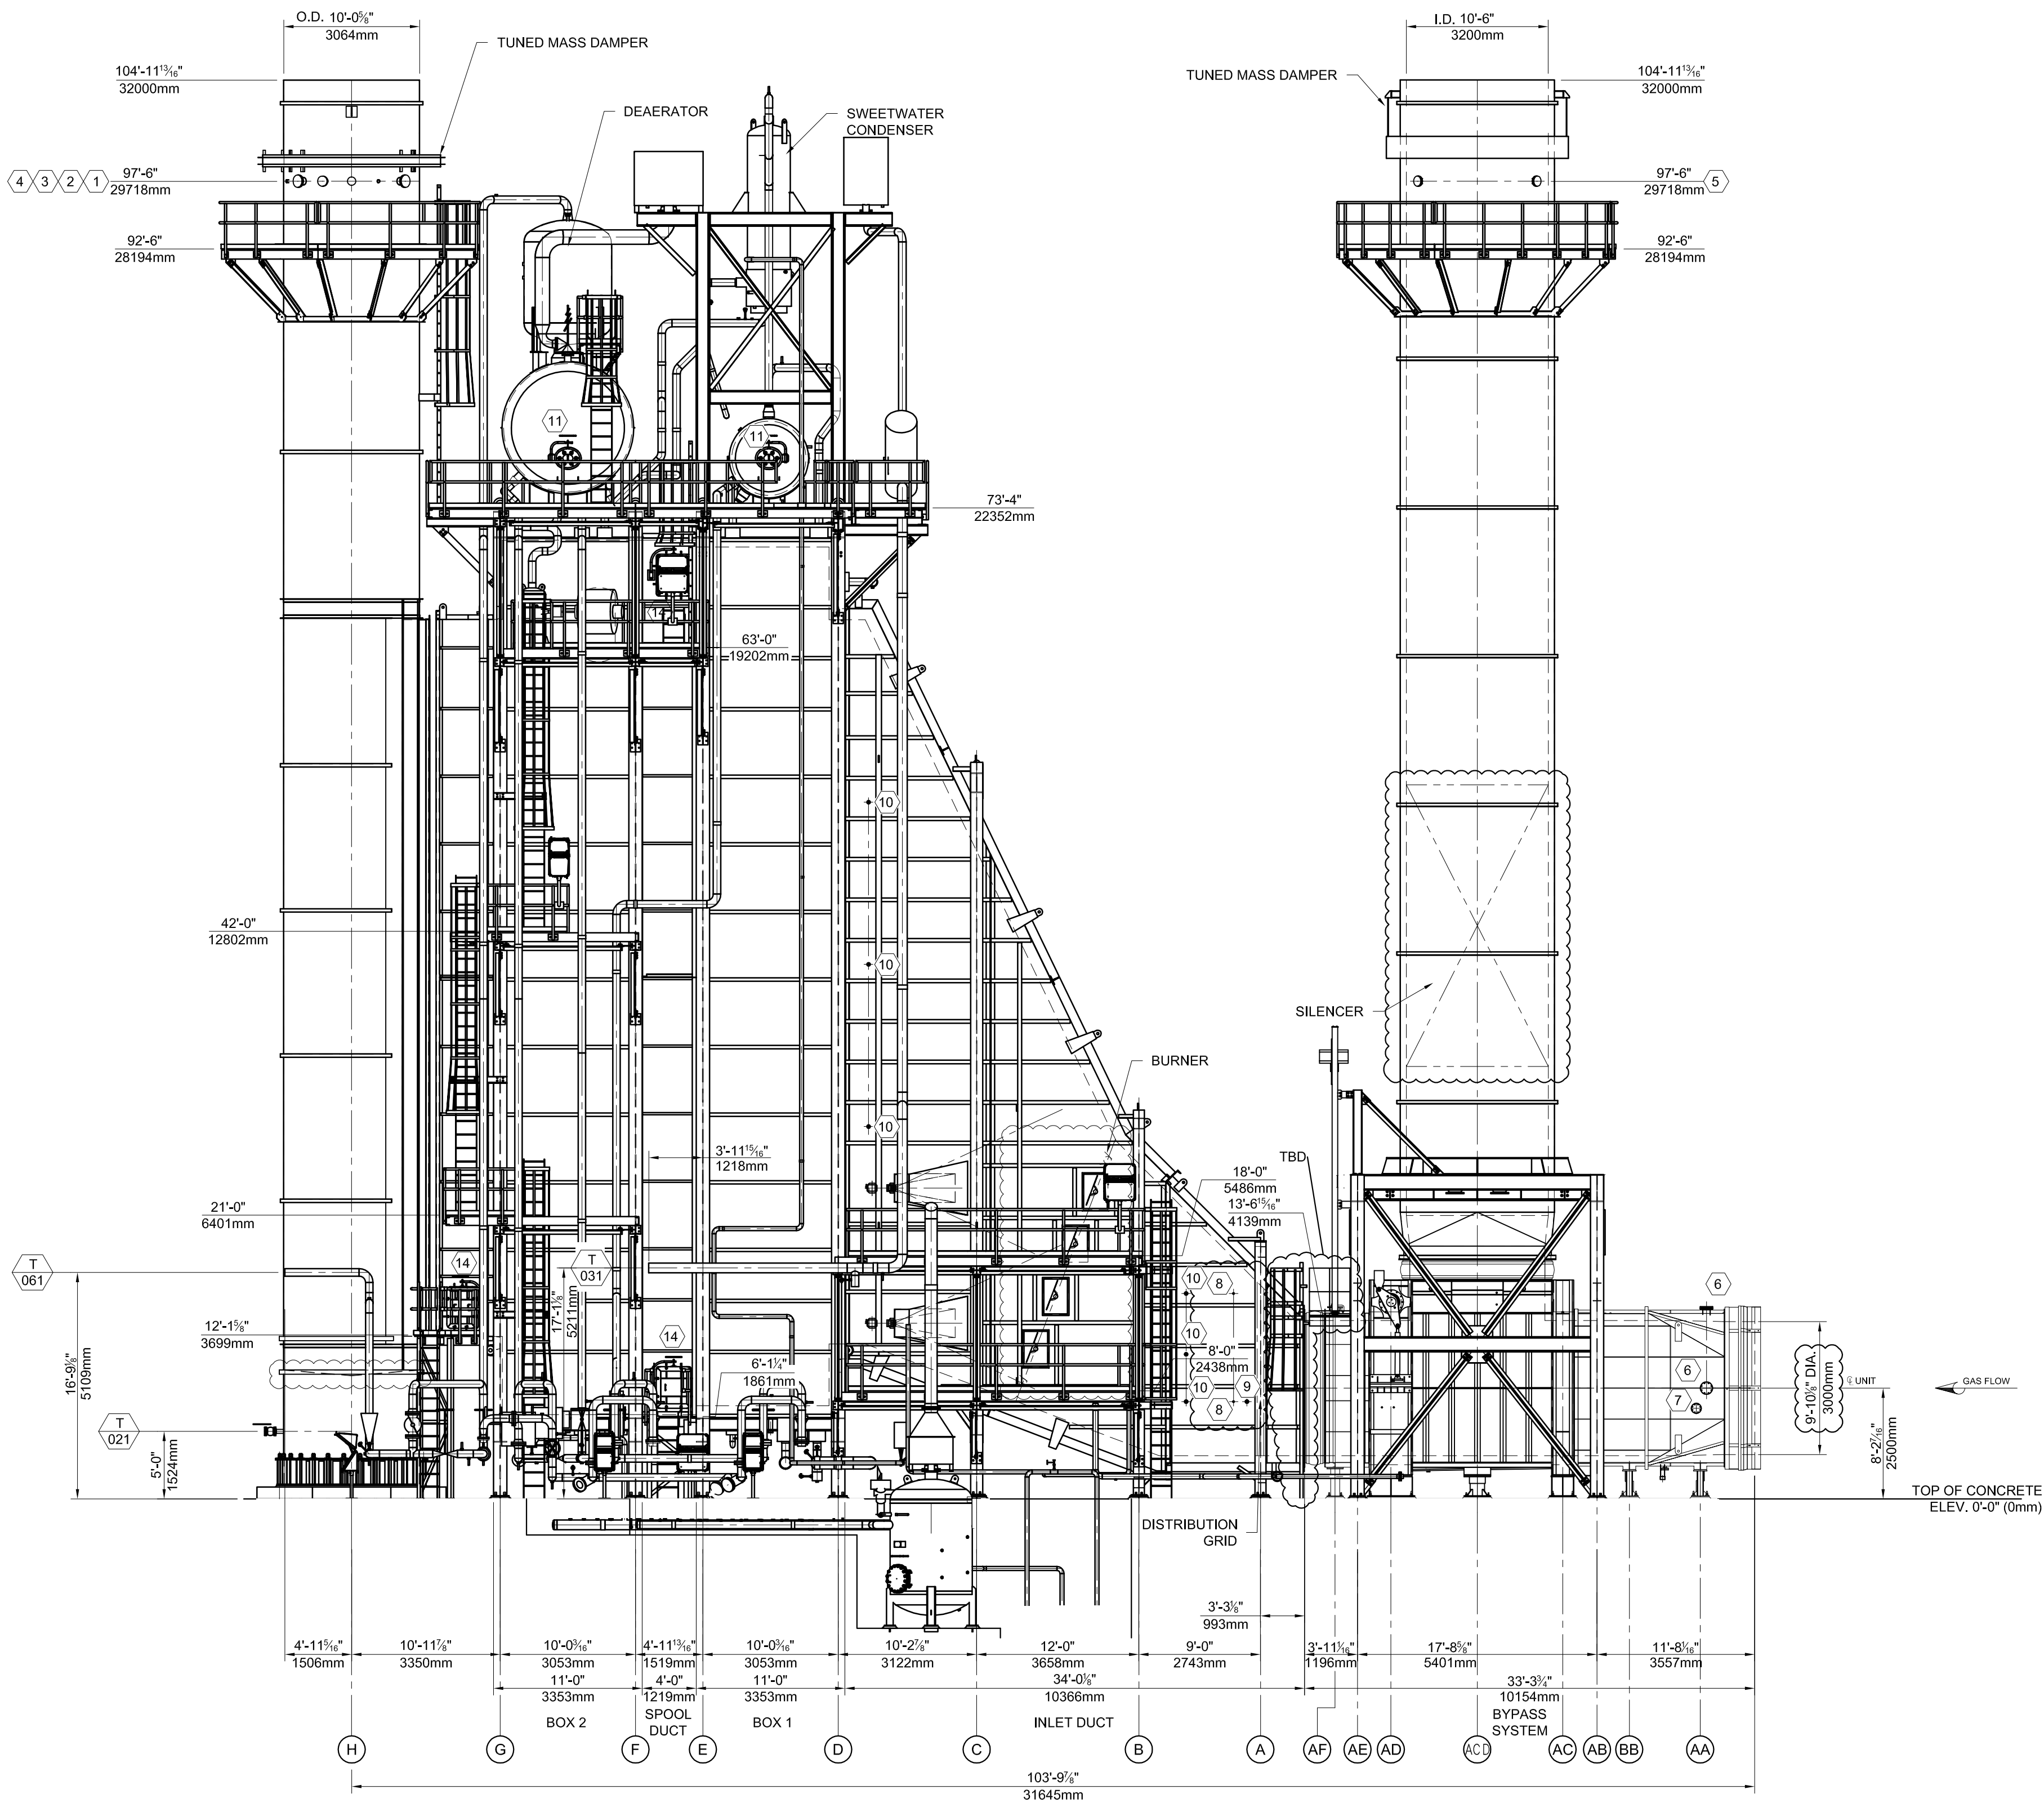 O.D. 10'-0⅝"
3064mm
I.D. 10'-6"
3200mm
TUNED MASS DAMPER
104'-11¹³⁄₁₆"
32000mm
TUNED MASS DAMPER
104'-11¹³⁄₁₆"
32000mm
DEAERATOR
SWEETWATER
CONDENSER
4 3 2 1
97'-6"
29718mm
97'-6"
29718mm
5
92'-6"
28194mm
92'-6"
28194mm
11
11
73'-4"
22352mm
14
63'-0"
19202mm
10
42'-0"
12802mm
10
SILENCER
BURNER
10
3'-11¹⁵⁄₁₆"
1218mm
TBD
18'-0"
5486mm
13'-6¹⁵⁄₁₆"
4139mm
21'-0"
6401mm
14
T
031
T
061
17'-1⅛"
5211mm
10
8
6
12'-1⅝"
3699mm
14
10
8'-0"
2438mm
16'-9⅛"
5109mm
6'-1¼"
1861mm
10
9
8
6
7
9'-10⅛" DIA.
3000mm
℄ UNIT
GAS FLOW
T
021
5'-0"
1524mm
8'-2⁷⁄₁₆"
2500mm
TOP OF CONCRETE
ELEV. 0'-0" (0mm)
DISTRIBUTION
GRID
3'-3⅛"
993mm
4'-11⁵⁄₁₆"
1506mm
10'-11⅞"
3350mm
10'-0³⁄₁₆"
3053mm
4'-11¹³⁄₁₆"
1519mm
10'-0³⁄₁₆"
3053mm
10'-2⅞"
3122mm
12'-0"
3658mm
9'-0"
2743mm
3'-11¹⁄₁₆"
1196mm
17'-8⅝"
5401mm
11'-8¹⁄₁₆"
3557mm
11'-0"
3353mm
4'-0"
1219mm
11'-0"
3353mm
34'-0⅛"
10366mm
33'-3¾"
10154mm
BOX 2
SPOOL
DUCT
BOX 1
INLET DUCT
BYPASS
SYSTEM
H G F E D C B A AF AE AD ACD AC AB BB AA
103'-9⅞"
31645mm